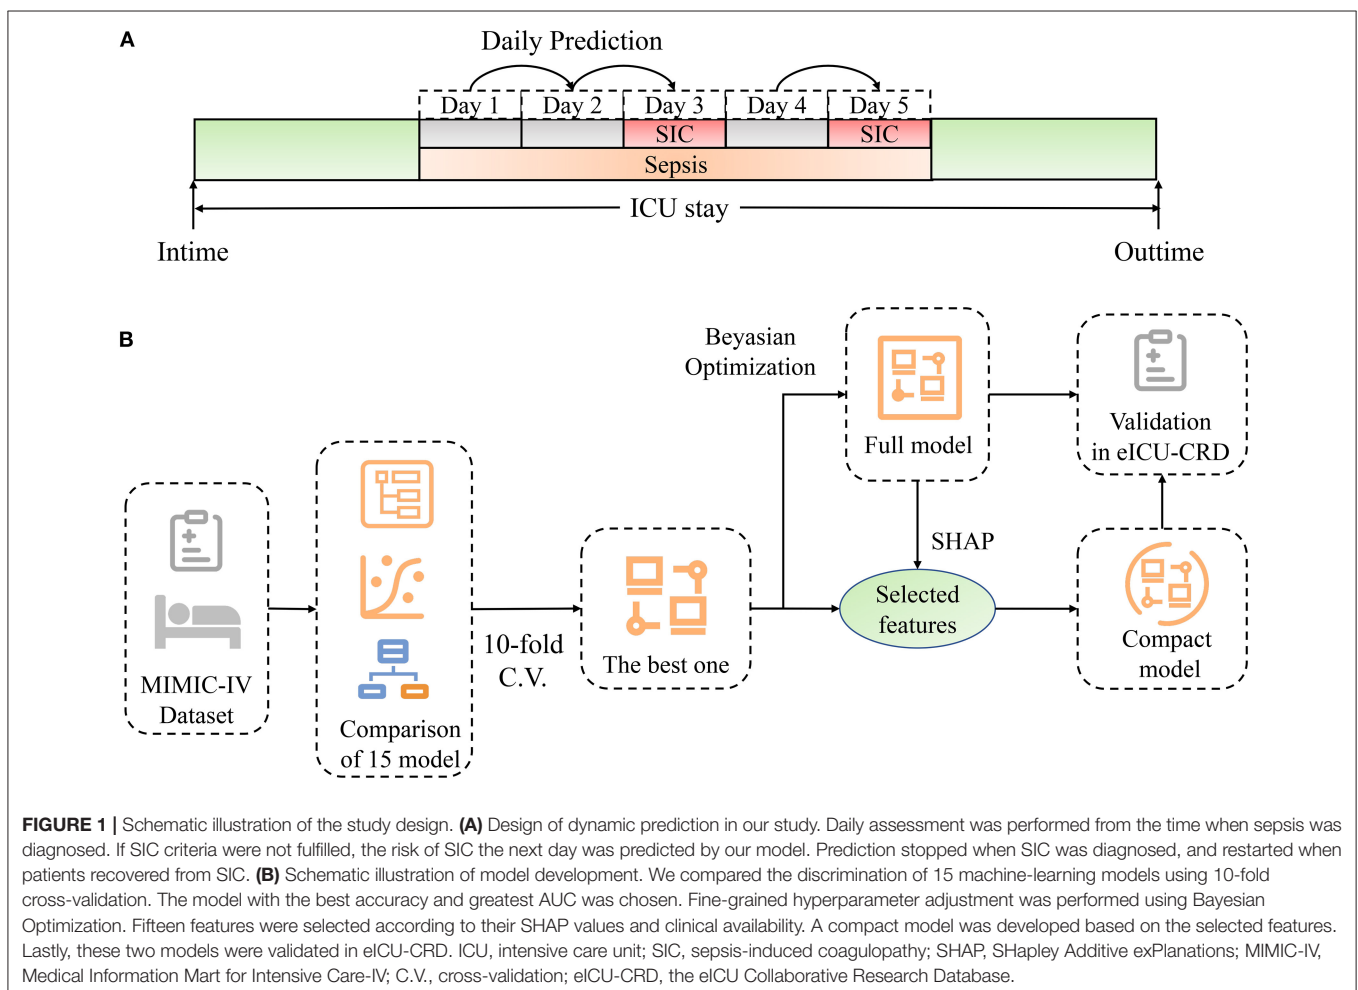 A
Daily Prediction
Day 1 Day 2 Day 3 Day 4 Day 5
SIC SIC
Sepsis
ICU stay
Intime Outtime
B
Beyasian
Optimization
Full model
Validation
in eICU-CRD
SHAP
MIMIC-IV
Dataset
Comparison
of 15 model
10-fold
C.V.
The best one
Selected
features
Compact
model
FIGURE 1 | Schematic illustration of the study design. (A) Design of dynamic prediction in our study. Daily assessment was performed from the time when sepsis was
diagnosed. If SIC criteria were not fulfilled, the risk of SIC the next day was predicted by our model. Prediction stopped when SIC was diagnosed, and restarted when
patients recovered from SIC. (B) Schematic illustration of model development. We compared the discrimination of 15 machine-learning models using 10-fold
cross-validation. The model with the best accuracy and greatest AUC was chosen. Fine-grained hyperparameter adjustment was performed using Bayesian
Optimization. Fifteen features were selected according to their SHAP values and clinical availability. A compact model was developed based on the selected features.
Lastly, these two models were validated in eICU-CRD. ICU, intensive care unit; SIC, sepsis-induced coagulopathy; SHAP, SHapley Additive exPlanations; MIMIC-IV,
Medical Information Mart for Intensive Care-IV; C.V., cross-validation; eICU-CRD, the eICU Collaborative Research Database.